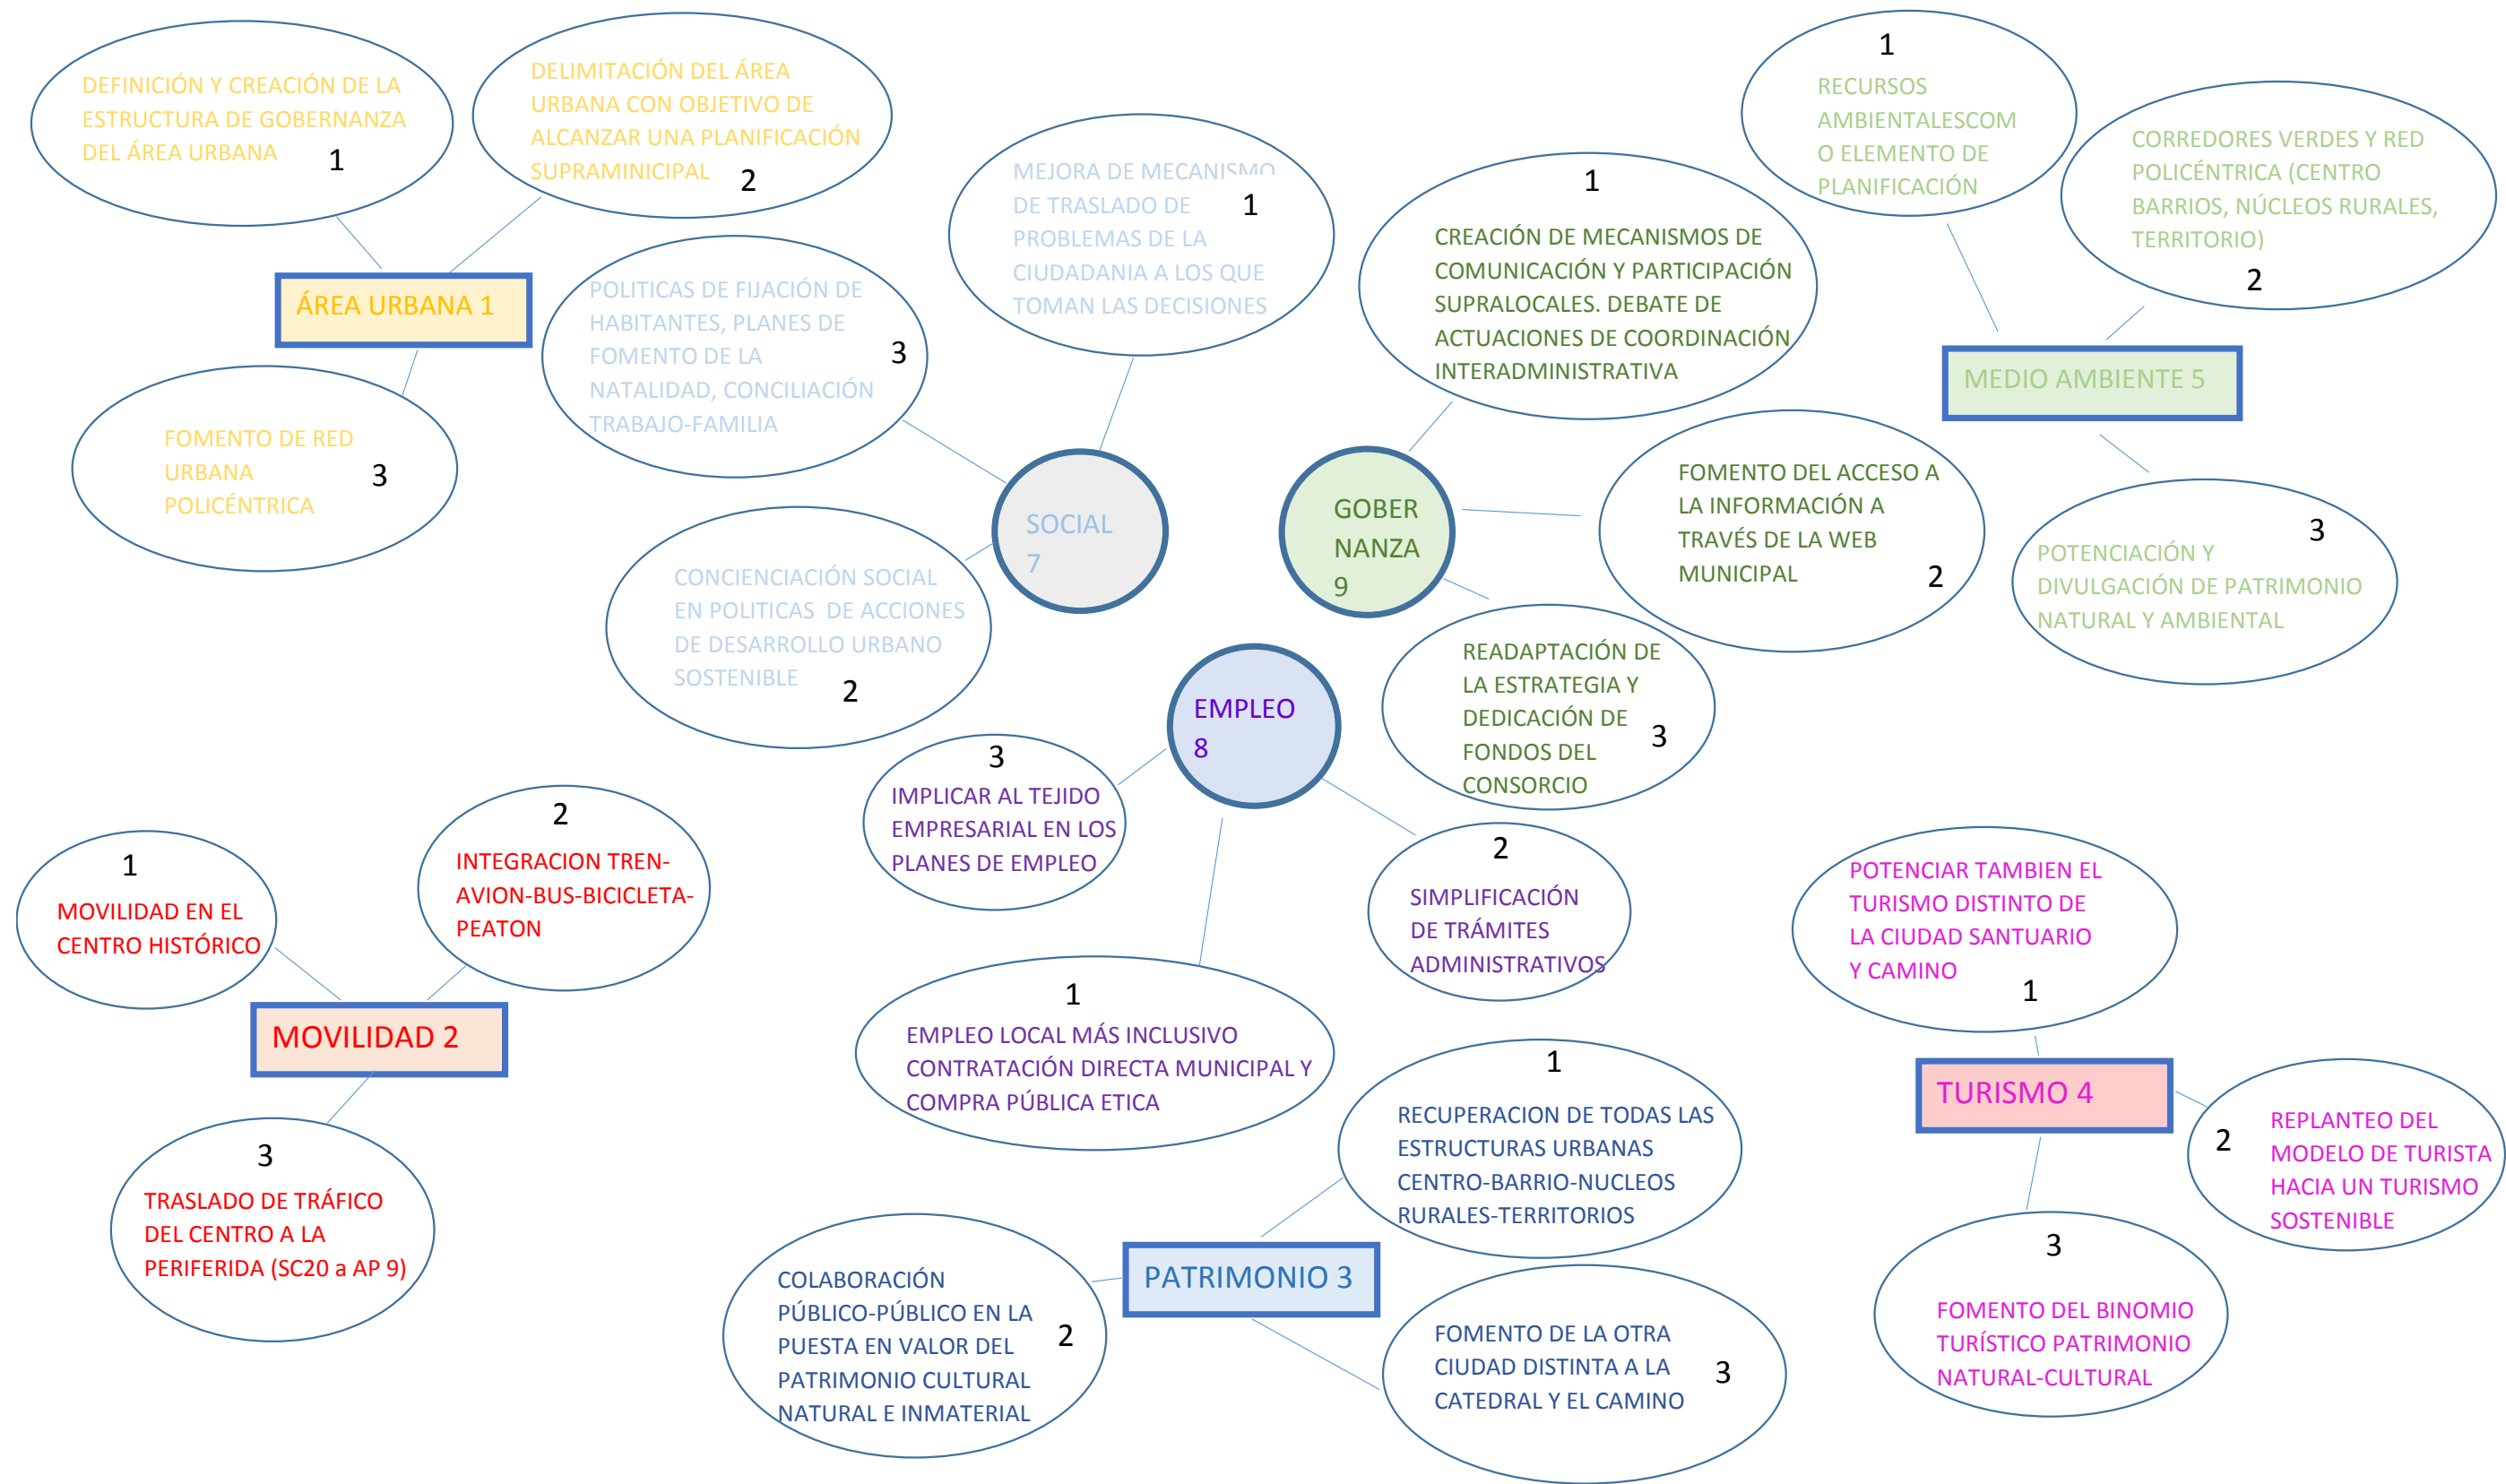 DEFINICIÓN Y CREACIÓN DE LA
ESTRUCTURA DE GOBERNANZA
DEL ÁREA URBANA
1
DELIMITACIÓN DEL ÁREA
URBANA CON OBJETIVO DE
ALCANZAR UNA PLANIFICACIÓN
SUPRAMINICIPAL
2
ÁREA URBANA 1
FOMENTO DE RED
URBANA
POLICÉNTRICA
3
MEJORA DE MECANISMO
DE TRASLADO DE
PROBLEMAS DE LA
CIUDADANIA A LOS QUE
TOMAN LAS DECISIONES
1
POLITICAS DE FIJACIÓN DE
HABITANTES, PLANES DE
FOMENTO DE LA
NATALIDAD, CONCILIACIÓN
TRABAJO-FAMILIA
3
SOCIAL
7
CONCIENCIACIÓN SOCIAL
EN POLITICAS DE ACCIONES
DE DESARROLLO URBANO
SOSTENIBLE
2
1
CREACIÓN DE MECANISMOS DE
COMUNICACIÓN Y PARTICIPACIÓN
SUPRALOCALES. DEBATE DE
ACTUACIONES DE COORDINACIÓN
INTERADMINISTRATIVA
GOBER
NANZA
9
FOMENTO DEL ACCESO A
LA INFORMACIÓN A
TRAVÉS DE LA WEB
MUNICIPAL
2
READAPTACIÓN DE
LA ESTRATEGIA Y
DEDICACIÓN DE
FONDOS DEL
CONSORCIO
3
1
RECURSOS
AMBIENTALESCOM
O ELEMENTO DE
PLANIFICACIÓN
CORREDORES VERDES Y RED
POLICÉNTRICA (CENTRO
BARRIOS, NÚCLEOS RURALES,
TERRITORIO)
2
MEDIO AMBIENTE 5
3
POTENCIACIÓN Y
DIVULGACIÓN DE PATRIMONIO
NATURAL Y AMBIENTAL
EMPLEO
8
3
IMPLICAR AL TEJIDO
EMPRESARIAL EN LOS
PLANES DE EMPLEO
2
SIMPLIFICACIÓN
DE TRÁMITES
ADMINISTRATIVOS
1
EMPLEO LOCAL MÁS INCLUSIVO
CONTRATACIÓN DIRECTA MUNICIPAL Y
COMPRA PÚBLICA ETICA
1
MOVILIDAD EN EL
CENTRO HISTÓRICO
2
INTEGRACION TREN-
AVION-BUS-BICICLETA-
PEATON
MOVILIDAD 2
3
TRASLADO DE TRÁFICO
DEL CENTRO A LA
PERIFERIDA (SC20 a AP 9)
1
RECUPERACION DE TODAS LAS
ESTRUCTURAS URBANAS
CENTRO-BARRIO-NUCLEOS
RURALES-TERRITORIOS
PATRIMONIO 3
COLABORACIÓN
PÚBLICO-PÚBLICO EN LA
PUESTA EN VALOR DEL
PATRIMONIO CULTURAL
NATURAL E INMATERIAL
2
FOMENTO DE LA OTRA
CIUDAD DISTINTA A LA
CATEDRAL Y EL CAMINO
3
POTENCIAR TAMBIEN EL
TURISMO DISTINTO DE
LA CIUDAD SANTUARIO
Y CAMINO
1
TURISMO 4
2
REPLANTEO DEL
MODELO DE TURISTA
HACIA UN TURISMO
SOSTENIBLE
3
FOMENTO DEL BINOMIO
TURÍSTICO PATRIMONIO
NATURAL-CULTURAL